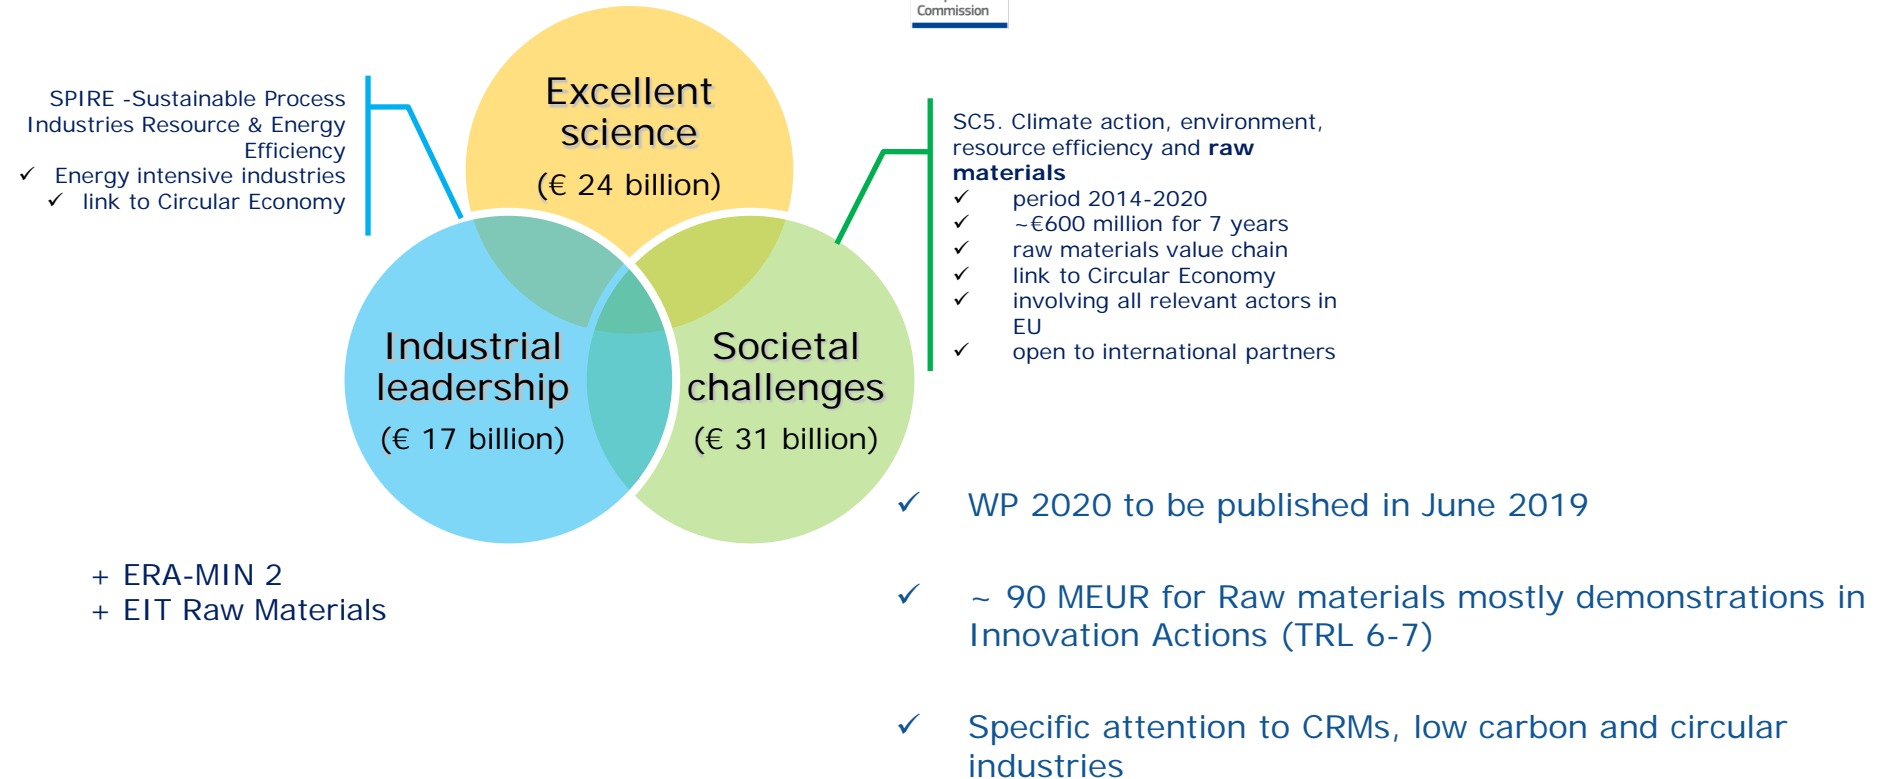 Commission
SPIRE -Sustainable Process
Industries Resource & Energy
Efficiency
✓ Energy intensive industries
✓ link to Circular Economy
Excellent
science
(€ 24 billion)
SC5. Climate action, environment,
resource efficiency and raw
materials
✓ period 2014-2020
✓ ~€600 million for 7 years
✓ raw materials value chain
✓ link to Circular Economy
✓ involving all relevant actors in
EU
✓ open to international partners
Industrial
leadership
(€ 17 billion)
Societal
challenges
(€ 31 billion)
+ ERA-MIN 2
+ EIT Raw Materials
✓ WP 2020 to be published in June 2019
✓ ~ 90 MEUR for Raw materials mostly demonstrations in
Innovation Actions (TRL 6-7)
✓ Specific attention to CRMs, low carbon and circular
industries